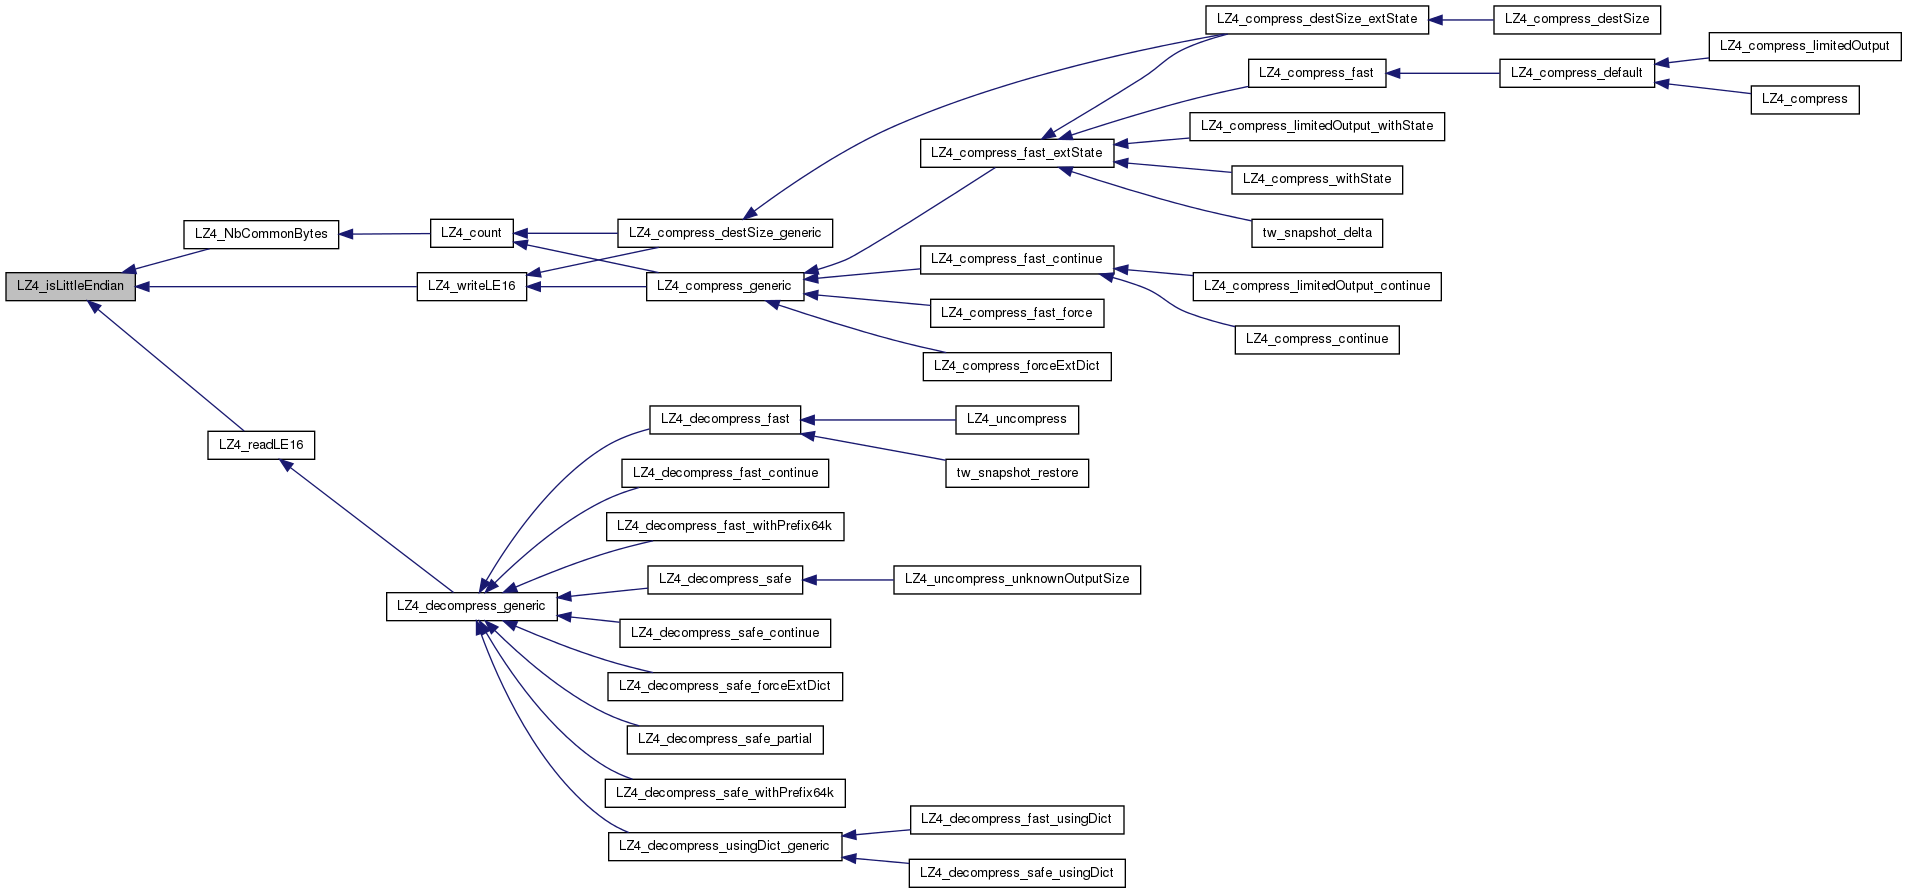 LZ4_compress_destSize_extState
LZ4_compress_destSize
LZ4_compress_limitedOutput
LZ4_compress_fast
LZ4_compress_default
LZ4_compress
LZ4_compress_limitedOutput_withState
LZ4_compress_fast_extState
LZ4_compress_withState
LZ4_NbCommonBytes
LZ4_count
LZ4_compress_destSize_generic
tw_snapshot_delta
LZ4_compress_fast_continue
LZ4_isLittleEndian
LZ4_writeLE16
LZ4_compress_generic
LZ4_compress_limitedOutput_continue
LZ4_compress_fast_force
LZ4_compress_continue
LZ4_compress_forceExtDict
LZ4_decompress_fast
LZ4_uncompress
LZ4_readLE16
LZ4_decompress_fast_continue
tw_snapshot_restore
LZ4_decompress_fast_withPrefix64k
LZ4_decompress_safe
LZ4_uncompress_unknownOutputSize
LZ4_decompress_generic
LZ4_decompress_safe_continue
LZ4_decompress_safe_forceExtDict
LZ4_decompress_safe_partial
LZ4_decompress_safe_withPrefix64k
LZ4_decompress_fast_usingDict
LZ4_decompress_usingDict_generic
LZ4_decompress_safe_usingDict